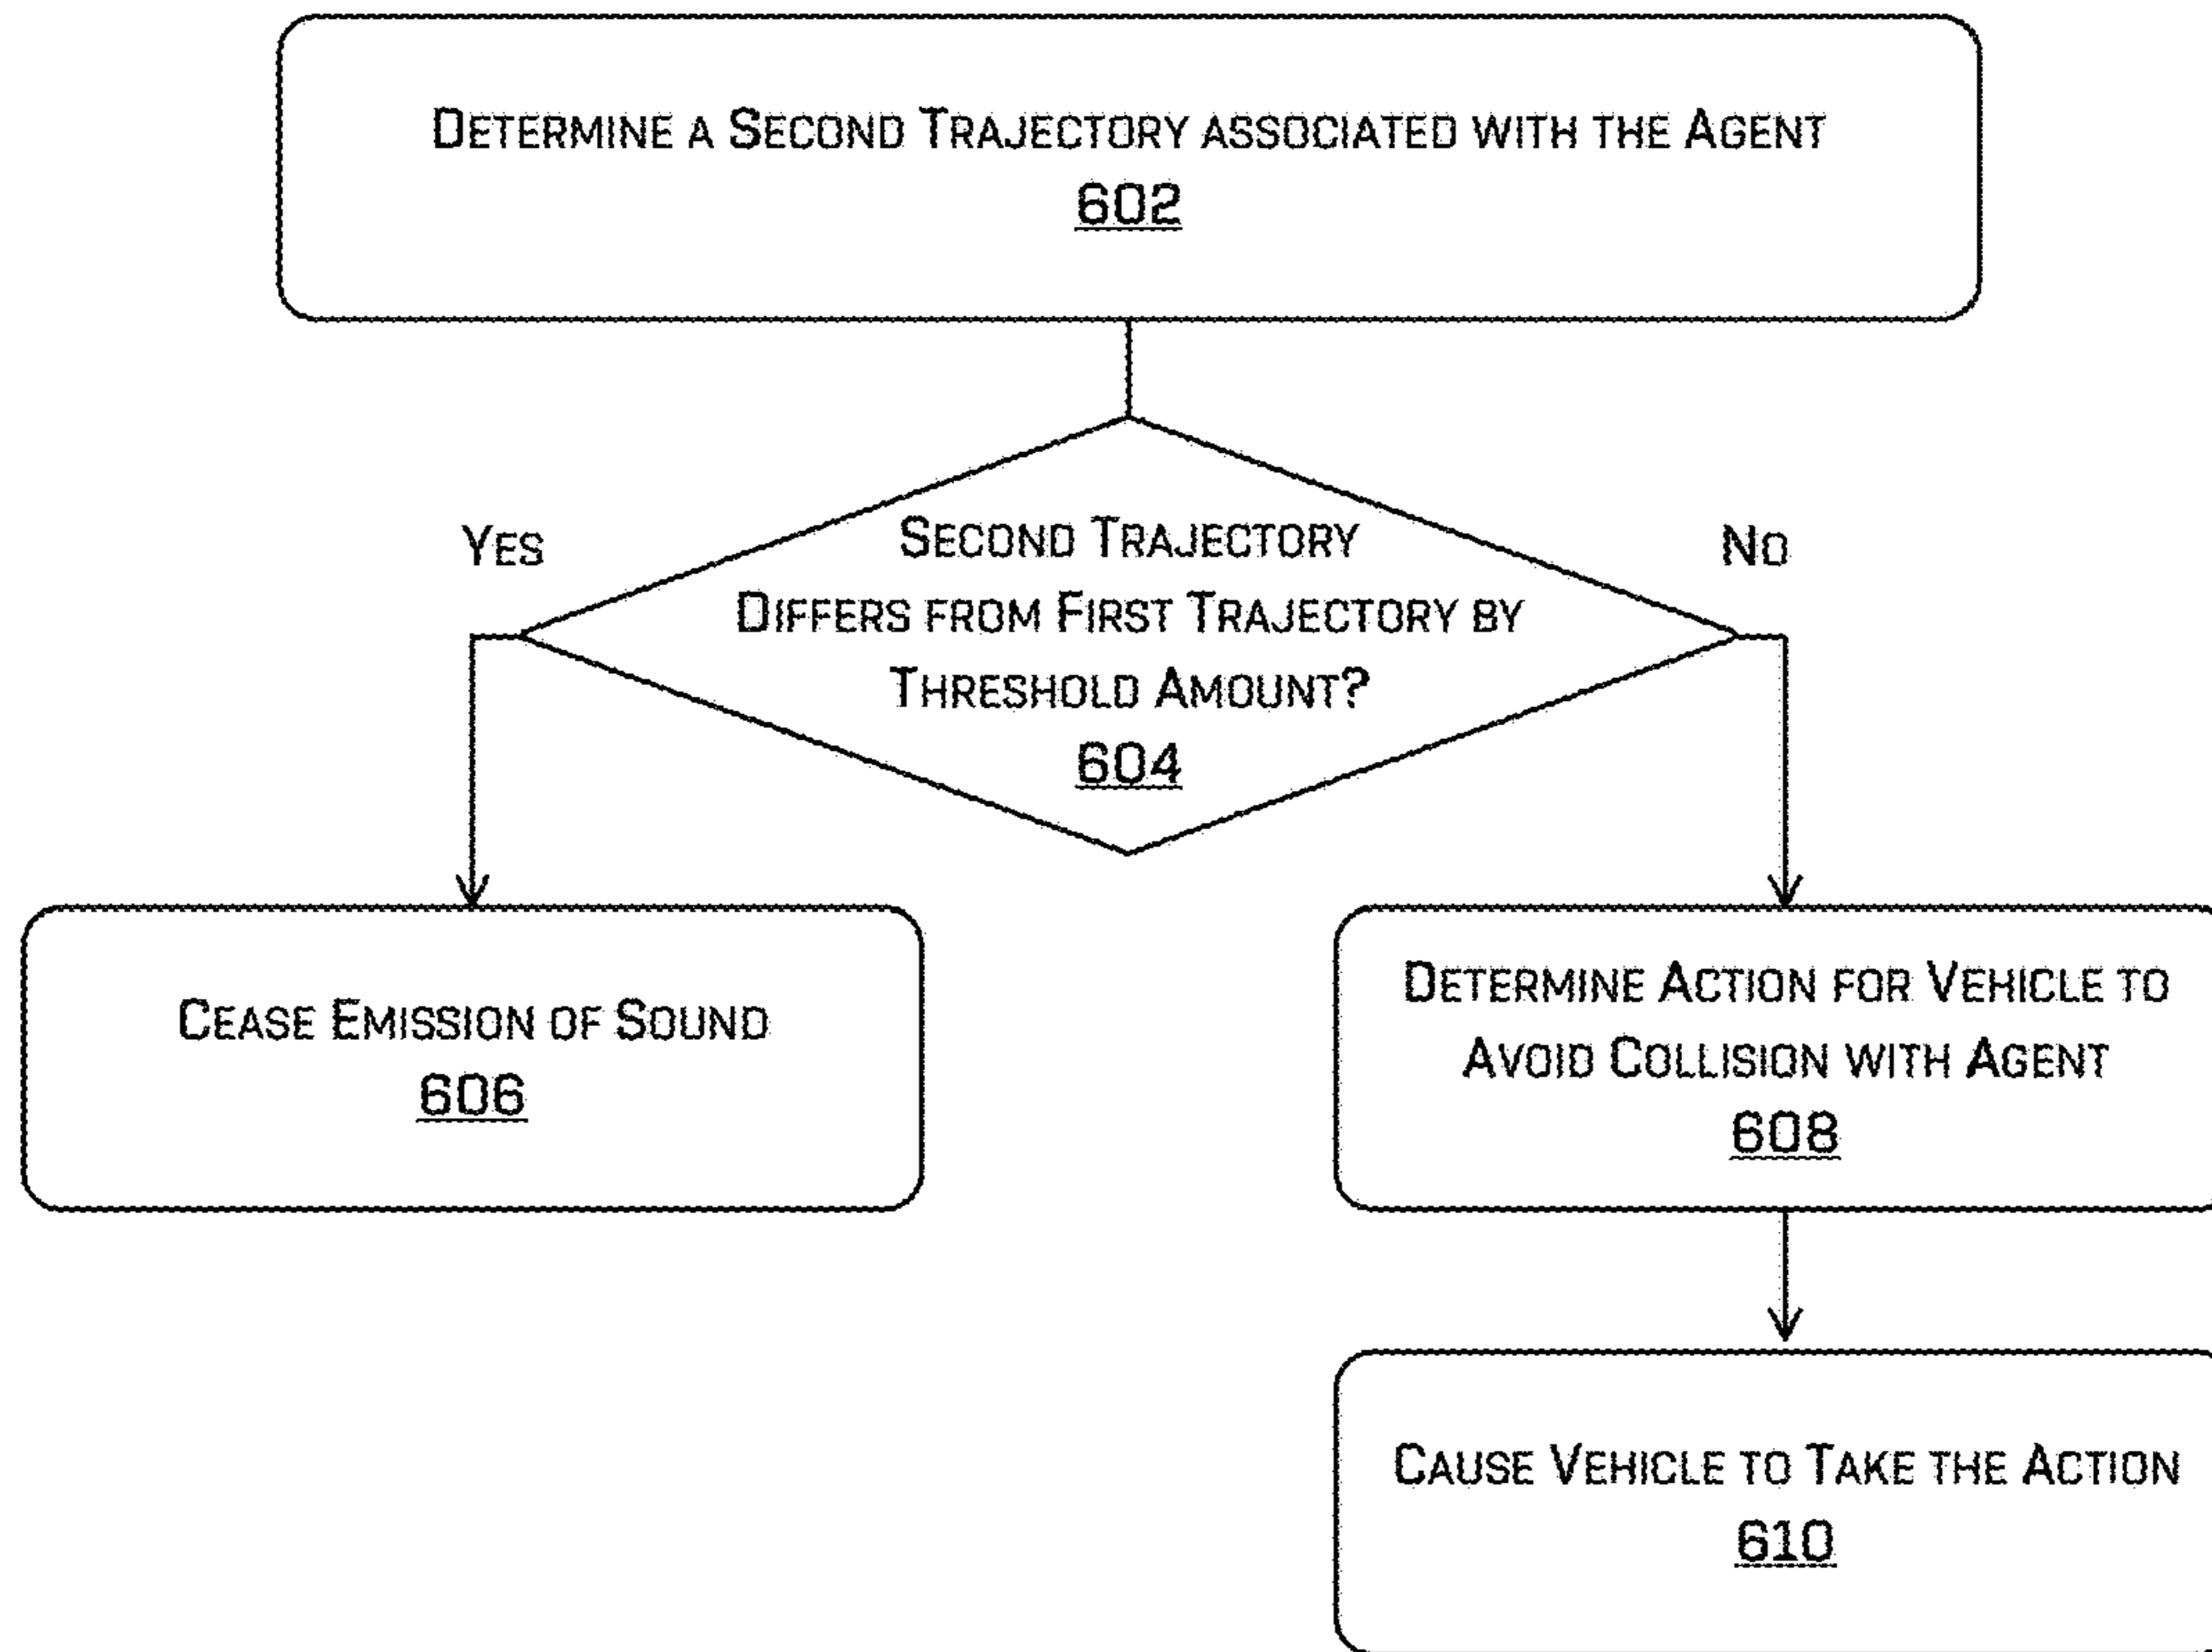 Determine a Second Trajectory associated with the Agent
602
Yes
No
Second Trajectory
Differs from First Trajectory by
Threshold Amount?
604
Cease Emission of Sound
606
Determine Action for Vehicle to
Avoid Collision with Agent
608
Cause Vehicle to Take the Action
610